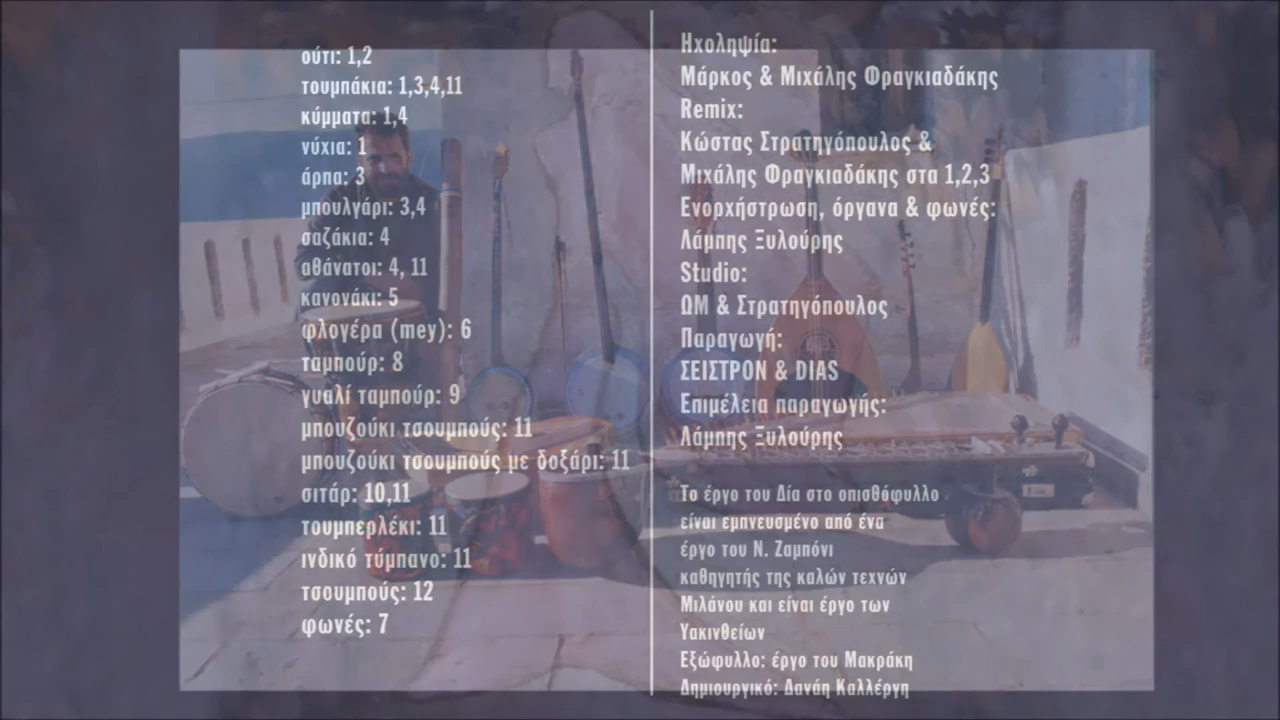 ούτι: 1,2
τουμπάκια: 1,3,4,11
κύμματα: 1,4
νύχια: 1
άρπα: 3
μπουλγάρι: 3,4
σαζάκια: 4
αθάνατοι: 4, 11
κανονάκι: 5
φλογέρα (mey): 6
ταμπούρ: 8
γυαλί ταμπούρ: 9
μπουζούκι τσουμπούς: 11
μπουζούκι τσουμπούς με δοξάρι: 11
σιτάρ: 10,11
τουμπερλέκι: 11
ινδικό τύμπανο: 11
τσουμπούς: 12
φωνές: 7
Ηχοληψία:
Μάρκος & Μιχάλης Φραγκιαδάκης
Remix:
Κώστας Στρατηγόπουλος &
Μιχάλης Φραγκιαδάκης στα 1,2,3
Ενορχήστρωση, όργανα & φωνές:
Λάμπης Ξυλούρης
Studio:
ΩΜ & Στρατηγόπουλος
Παραγωγή:
ΣΕΙΣΤΡΟΝ & DIAS
Επιμέλεια παραγωγής:
Λάμπης Ξυλούρης
Το έργο του Δία στο οπισθόφυλλο
είναι εμπνευσμένο από ένα
έργο του Ν. Ζαμπόνι
καθηγητής της καλών τεχνών
Μιλάνου και είναι έργο των
Υακινθείων
Εξώφυλλο: έργο του Μακράκη
Δημιουργικό: Δανάη Καλλέργη